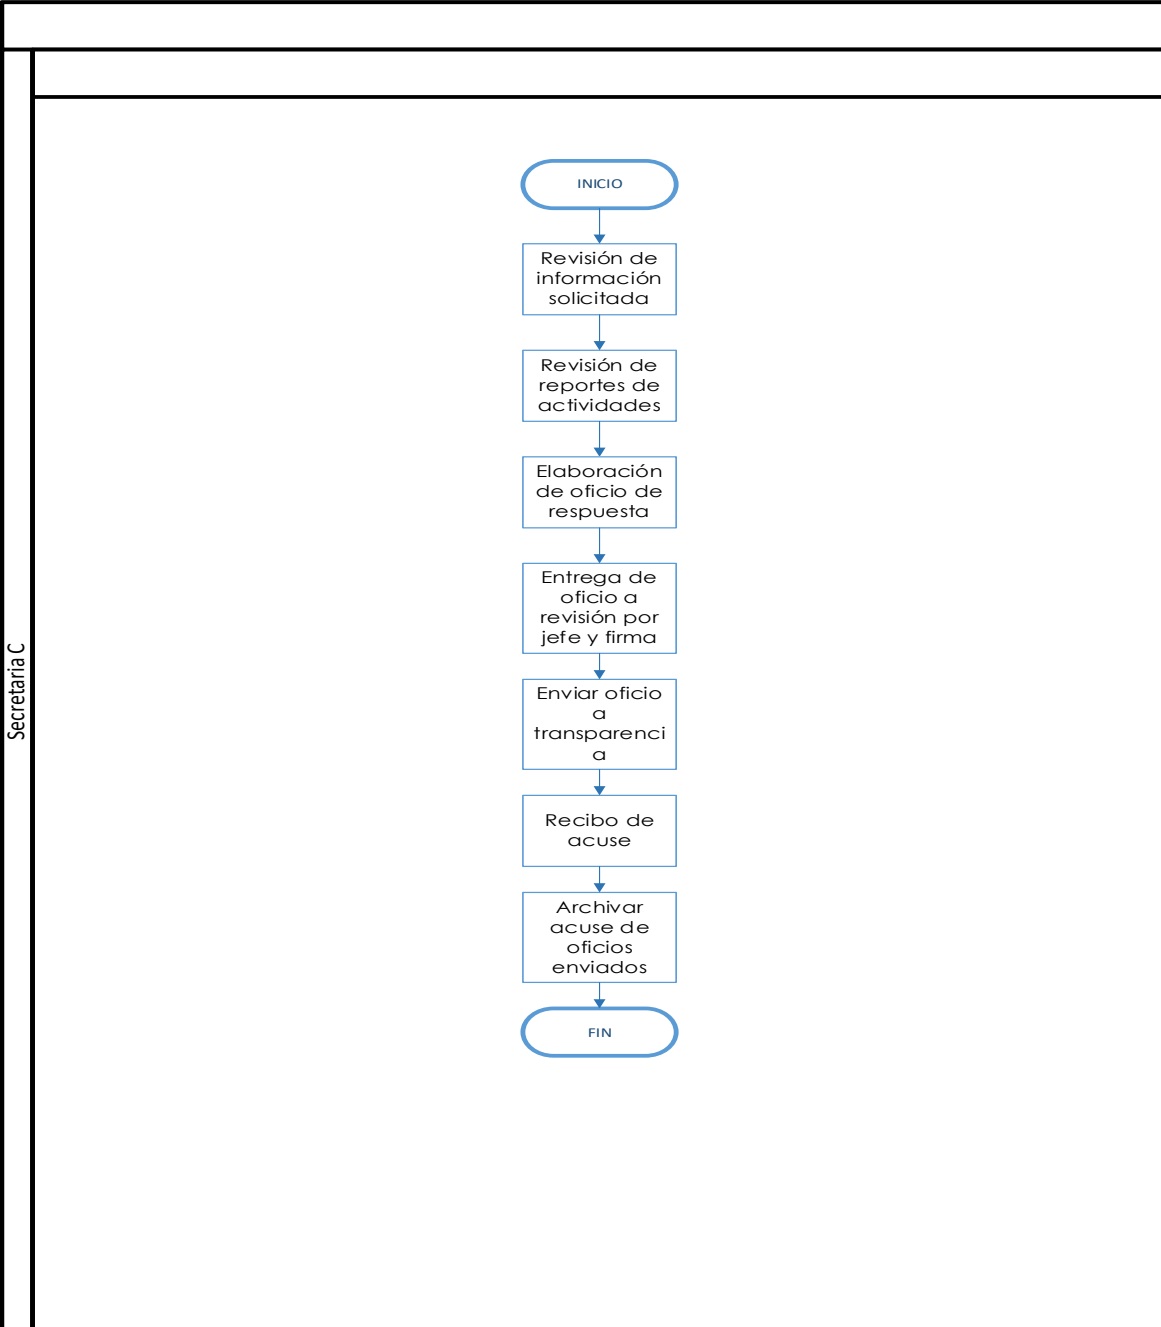 INICIO
Revisión de
información
solicitada
Revisión de
reportes de
actividades
Elaboración
de oficio de
respuesta
Entrega de
oficio a
revisión por
jefe y firma
Enviar oficio
a
transparenci
a
Recibo de
acuse
Archivar
acuse de
oficios
enviados
FIN
Secretaria C